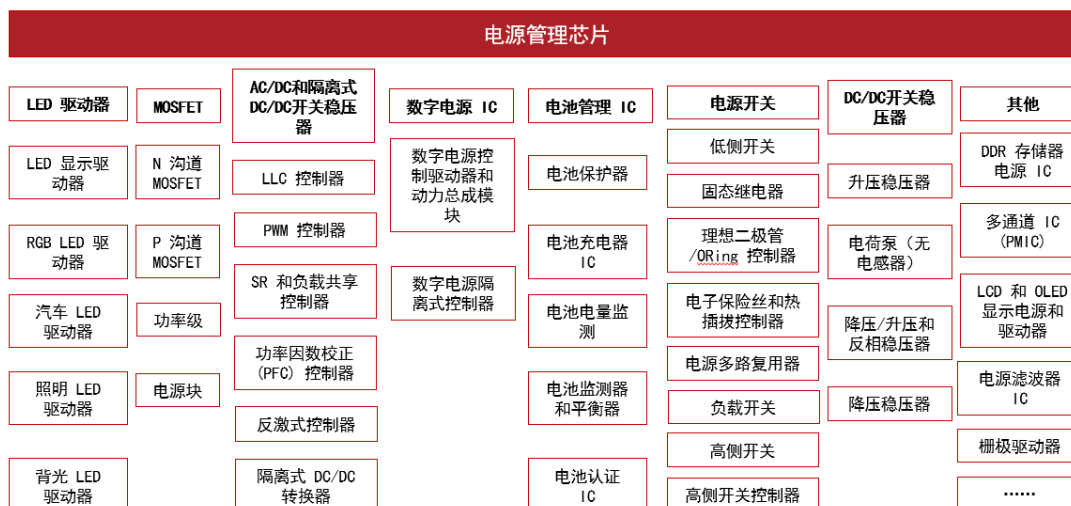 电源管理芯片
LED 驱动器
LED 显示驱
动器
RGB LED 驱
动器
汽车 LED
驱动器
照明 LED
驱动器
背光 LED
驱动器
MOSFET
N 沟道
MOSFET
P 沟道
MOSFET
功率级
电源块
AC/DC和隔离式
DC/DC开关稳压
器
LLC 控制器
PWM 控制器
SR 和负载共享
控制器
功率因数校正
(PFC) 控制器
反激式控制器
隔离式 DC/DC
转换器
数字电源 IC
数字电源控
制驱动器和
动力总成模
块
数字电源隔
离式控制器
电池管理 IC
电池保护器
电池充电器
IC
电池电量监
测
电池监测器
和平衡器
电池认证
IC
电源开关
低侧开关
固态继电器
理想二极管
/ORing 控制器
电子保险丝和热
插拔控制器
电源多路复用器
负载开关
高侧开关
高侧开关控制器
DC/DC开关稳
压器
升压稳压器
电荷泵（无
电感器）
降压/升压和
反相稳压器
降压稳压器
其他
DDR 存储器
电源 IC
多通道 IC
(PMIC)
LCD 和 OLED
显示电源和
驱动器
电源滤波器
IC
栅极驱动器
……